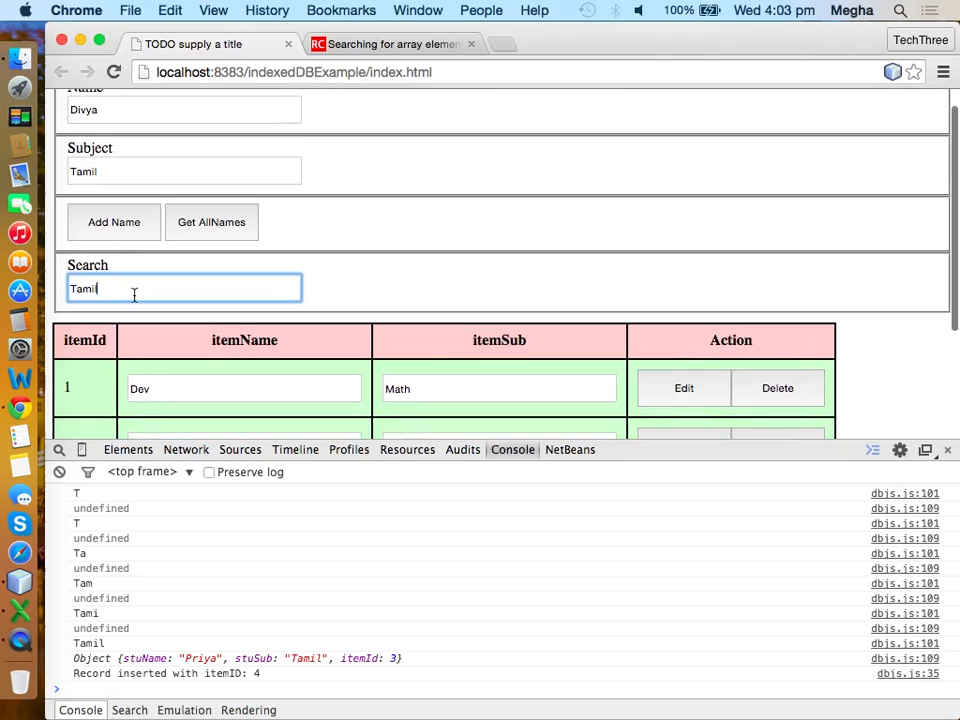 Chrome File Edit View History Bookmarks Window People Help 100% Wed 4:03 pm Megha
TODO supply a title
Searching for array elemen
TechThree
localhost:8383/indexedDBExample/index.html
Name
Divya
Subject
Tamil
Add Name Get AllNames
Search
Tamil
itemId itemName itemSub Action
1 Dev Math Edit Delete
Elements Network Sources Timeline Profiles Resources Audits Console NetBeans
<top frame> ▼ Preserve log
T dbjs.js:101
undefined dbjs.js:109
T dbjs.js:101
undefined dbjs.js:109
Ta dbjs.js:101
undefined dbjs.js:109
Tam dbjs.js:101
undefined dbjs.js:109
Tami dbjs.js:101
undefined dbjs.js:109
Tamil dbjs.js:101
Object {stuName: "Priya", stuSub: "Tamil", itemId: 3} dbjs.js:109
Record inserted with itemID: 4 dbjs.js:35
>
Console Search Emulation Rendering